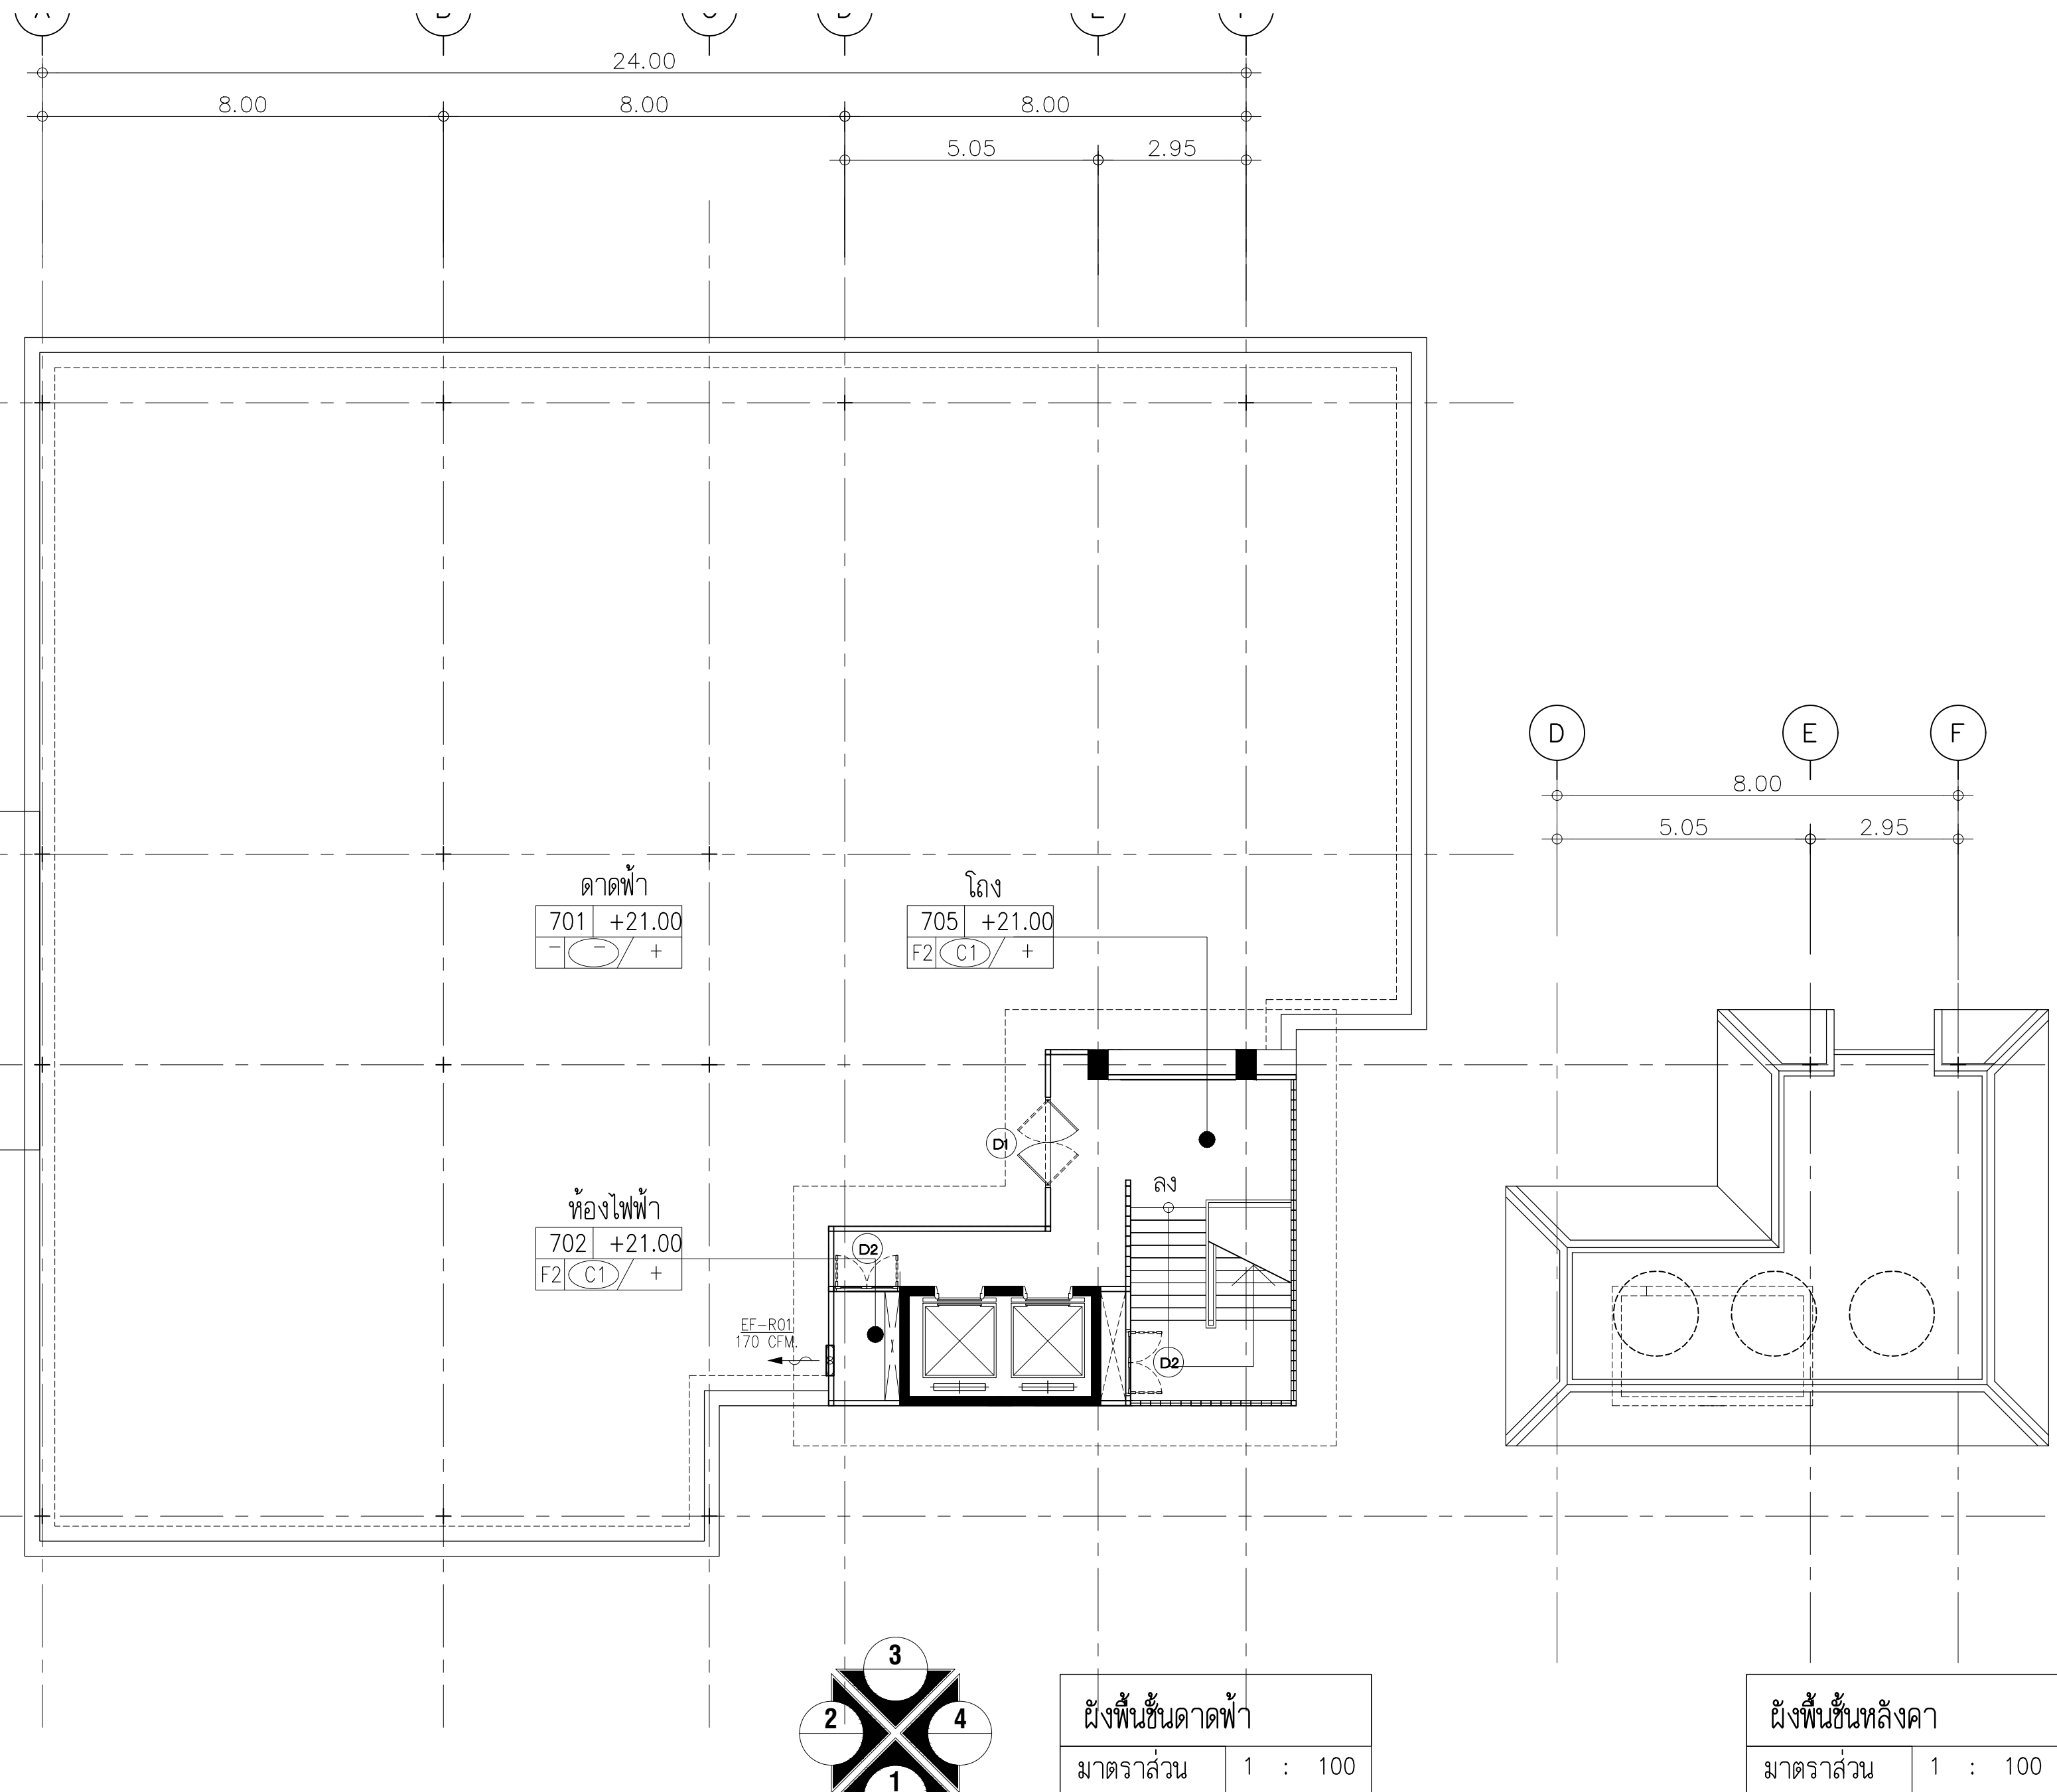 A B C D E F
24.00
8.00 8.00 8.00
5.05 2.95
D E F
8.00
5.05 2.95
ดาดฟ้า
701 +21.00
- - / +
โถง
705 +21.00
F2 C1 / +
D1
ลง
ห้องไฟฟ้า
702 +21.00
F2 C1 / +
D2
EF-R01
170 CFM.
D2
3
2 4
1
ผังพื้นชั้นดาดฟ้า
มาตราส่วน 1 : 100
ผังพื้นชั้นหลังคา
มาตราส่วน 1 : 100